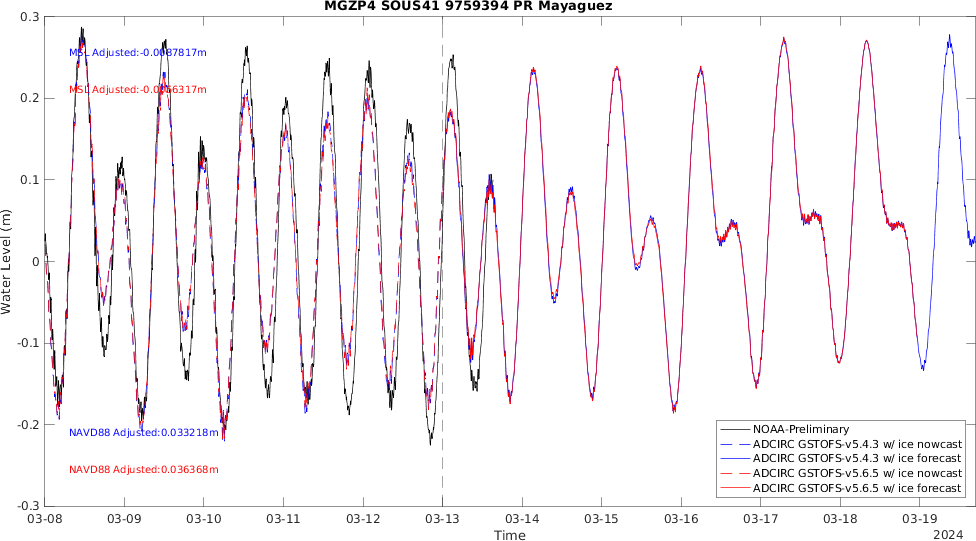 MGZP4 SOUS41 9759394 PR Mayaguez
Water Level (m)
0.3
0.2
0.1
0
-0.1
-0.2
-0.3
MSL Adjusted:-0.0087817m
MSL Adjusted:-0.0056317m
NAVD88 Adjusted:0.033218m
NAVD88 Adjusted:0.036368m
NOAA-Preliminary
ADCIRC GSTOFS-v5.4.3 w/ ice nowcast
ADCIRC GSTOFS-v5.4.3 w/ ice forecast
ADCIRC GSTOFS-v5.6.5 w/ ice nowcast
ADCIRC GSTOFS-v5.6.5 w/ ice forecast
03-08 03-09 03-10 03-11 03-12 03-13 03-14 03-15 03-16 03-17 03-18 03-19
Time
2024